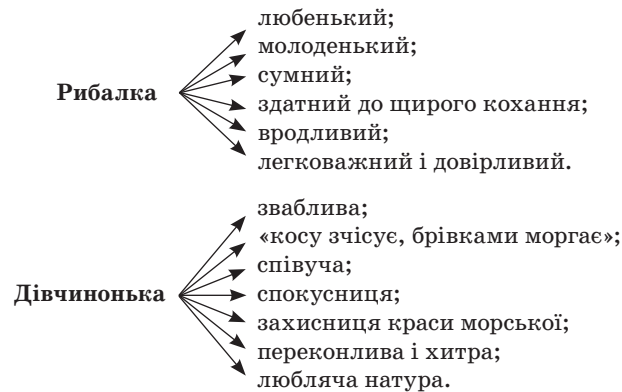 Рибалка
любенький;
молоденький;
сумний;
здатний до щирого кохання;
вродливий;
легковажний і довірливий.
Дівчинонька
зваблива;
«косу зчісує, брівками моргає»;
співуча;
спокусниця;
захисниця краси морської;
переконлива і хитра;
любляча натура.